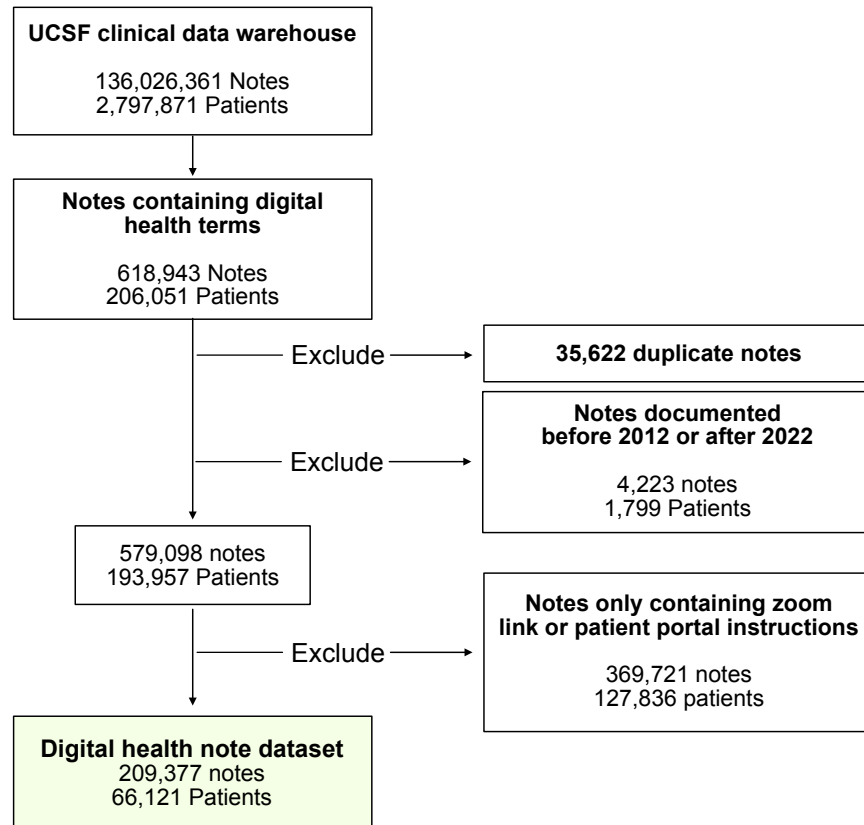 UCSF clinical data warehouse
136,026,361 Notes
2,797,871 Patients
Notes containing digital
health terms
618,943 Notes
206,051 Patients
Exclude
35,622 duplicate notes
Exclude
Notes documented
before 2012 or after 2022
4,223 notes
1,799 Patients
579,098 notes
193,957 Patients
Exclude
Notes only containing zoom
link or patient portal instructions
369,721 notes
127,836 patients
Digital health note dataset
209,377 notes
66,121 Patients